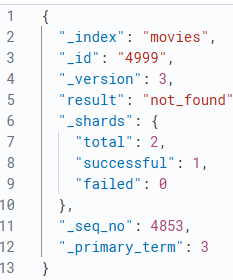 1 {
2 "_index": "movies",
3 "_id": "4999",
4 "_version": 3,
5 "result": "not_found"
6 "_shards": {
7 "total": 2,
8 "successful": 1,
9 "failed": 0
10 },
11 "_seq_no": 4853,
12 "_primary_term": 3
13 }